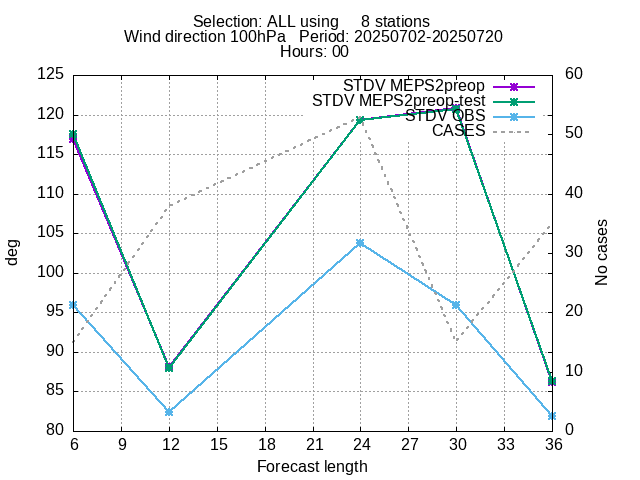 Selection: ALL using     8 stations
Wind direction 100hPa   Period: 20250702-20250720
Hours: 00
125 60
STDV MEPS2preop
STDV MEPS2preop-test
120
STDV OBS
CASES 50
115
110 40
105
deg
100 30
No cases
95 20
90
85 10
80 0
6 9 12 15 18 21 24 27 30 33 36
Forecast length